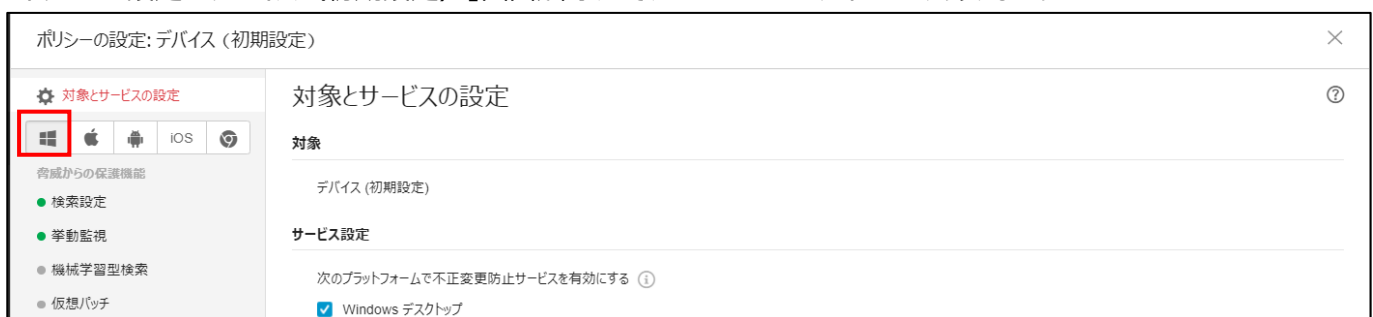 ポリシーの設定: デバイス (初期設定)
対象とサービスの設定
iOS
脅威からの保護機能
検索設定
挙動監視
機械学習型検索
仮想パッチ
対象とサービスの設定
対象
デバイス (初期設定)
サービス設定
次のプラットフォームで不正変更防止サービスを有効にする
Windows デスクトップ